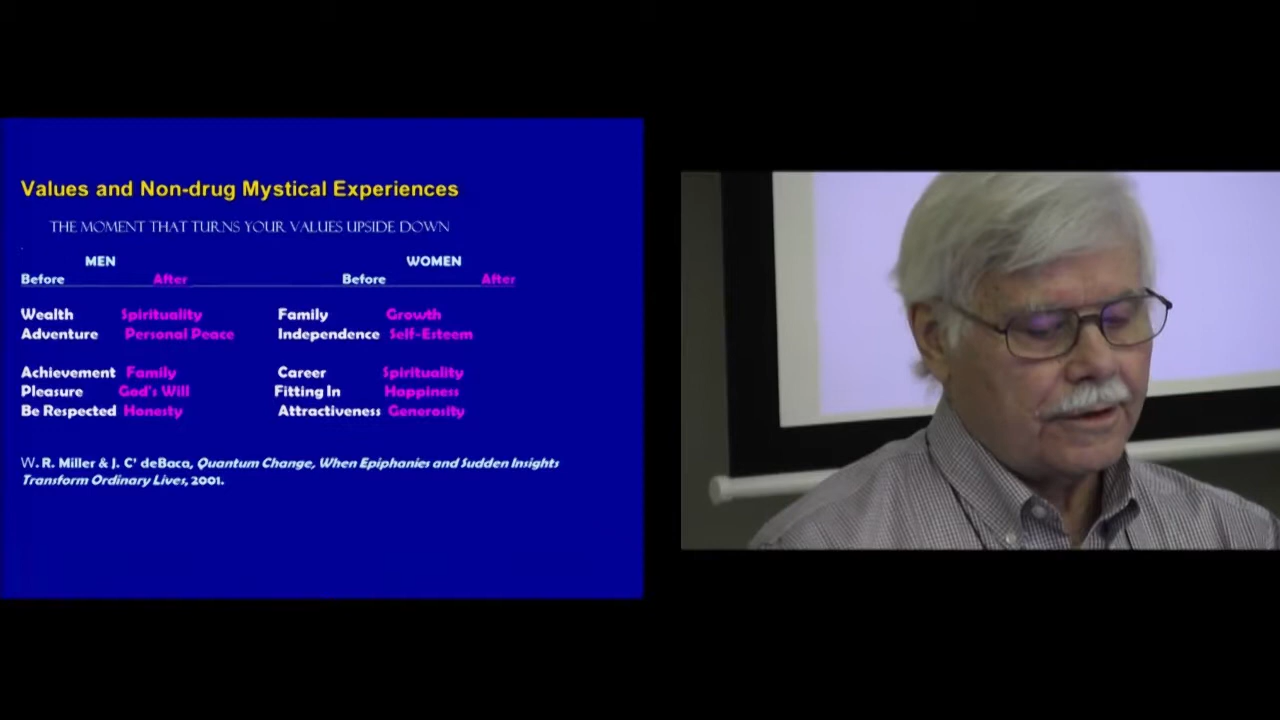 Values and Non-drug Mystical Experiences
THE MOMENT THAT TURNS YOUR VALUES UPSIDE DOWN
MEN WOMEN
Before After Before After
Wealth Spirituality Family Growth
Adventure Personal Peace Independence Self-Esteem
Achievement Family Career Spirituality
Pleasure God's Will Fitting In Happiness
Be Respected Honesty Attractiveness Generosity
W. R. Miller & J. C' deBaca, Quantum Change, When Epiphanies and Sudden Insights
Transform Ordinary Lives, 2001.